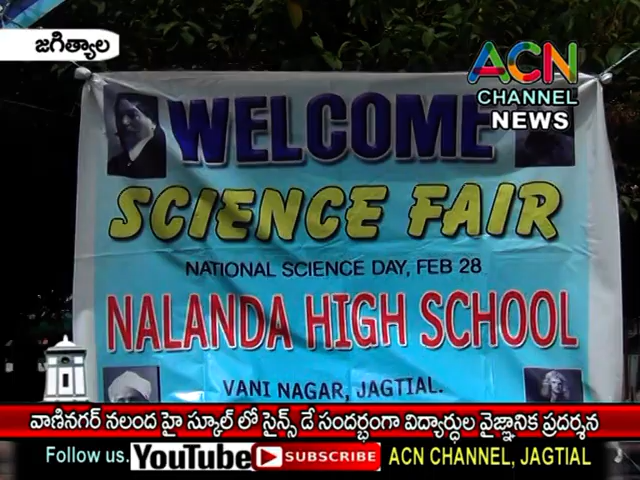 జగిత్యాల
ACN
CHANNEL
NEWS
WELCOME
SCIENCE FAIR
NATIONAL SCIENCE DAY, FEB 28
NALANDA HIGH SCHOOL
VANI NAGAR, JAGTIAL.
వాణినగర్ నలంద హై స్కూల్ లో సైన్స్ డే సందర్భంగా విద్యార్థుల వైజ్ఞానిక ప్రదర్శన
Follow us. YouTube SUBSCRIBE ACN CHANNEL, JAGTIAL